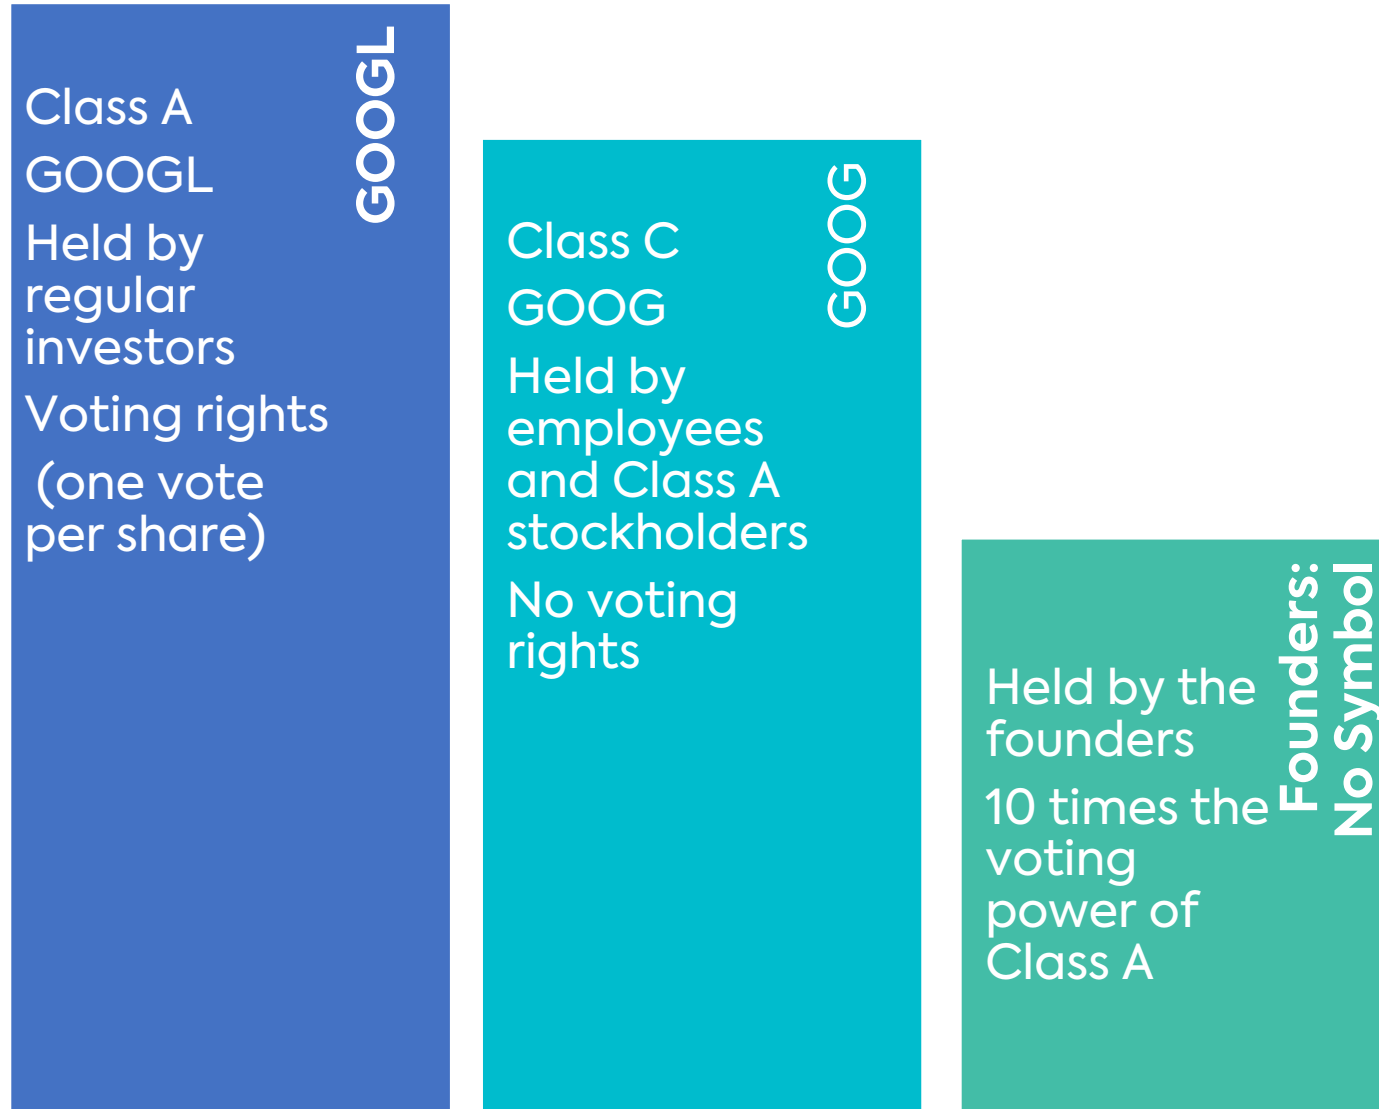 GOOGL
Class A
GOOGL
Held by
regular
investors
Voting rights
(one vote
per share)
GOOG
Class C
GOOG
Held by
employees
and Class A
stockholders
No voting
rights
Founders:
No Symbol
Held by the
founders
10 times the
voting
power of
Class A